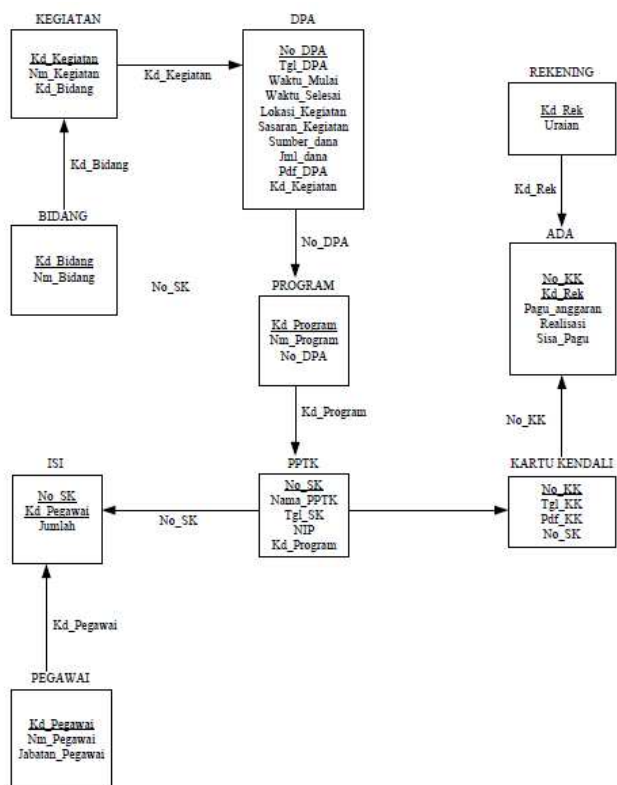 KEGIATAN
Kd_Kegiatan
Nm_Kegiatan
Kd_Bidang
Kd_Kegiatan
DPA
No_DPA
Tgl_DPA
Waktu_Mulai
Waktu_Selesai
Lokasi_Kegiatan
Sasaran_Kegiatan
Sumber_dana
Jml_dana
Pdf_DPA
Kd_Kegiatan
REKENING
Kd_Rek
Uraian
Kd_Bidang
Kd_Rek
BIDANG
Kd_Bidang
Nm_Bidang
No_SK
No_DPA
ADA
No_KK
Kd_Rek
Pagu_anggaran
Realisasi
Sisa_Pagu
PROGRAM
Kd_Program
Nm_Program
No_DPA
Kd_Program
No_KK
ISI
No_SK
Kd_Pegawai
Jumlah
No_SK
PPTK
No_SK
Nama_PPTK
Tgl_SK
NIP
Kd_Program
KARTU KENDALI
No_KK
Tgl_KK
Pdf_KK
No_SK
Kd_Pegawai
PEGAWAI
Kd_Pegawai
Nm_Pegawai
Jabatan_Pegawai